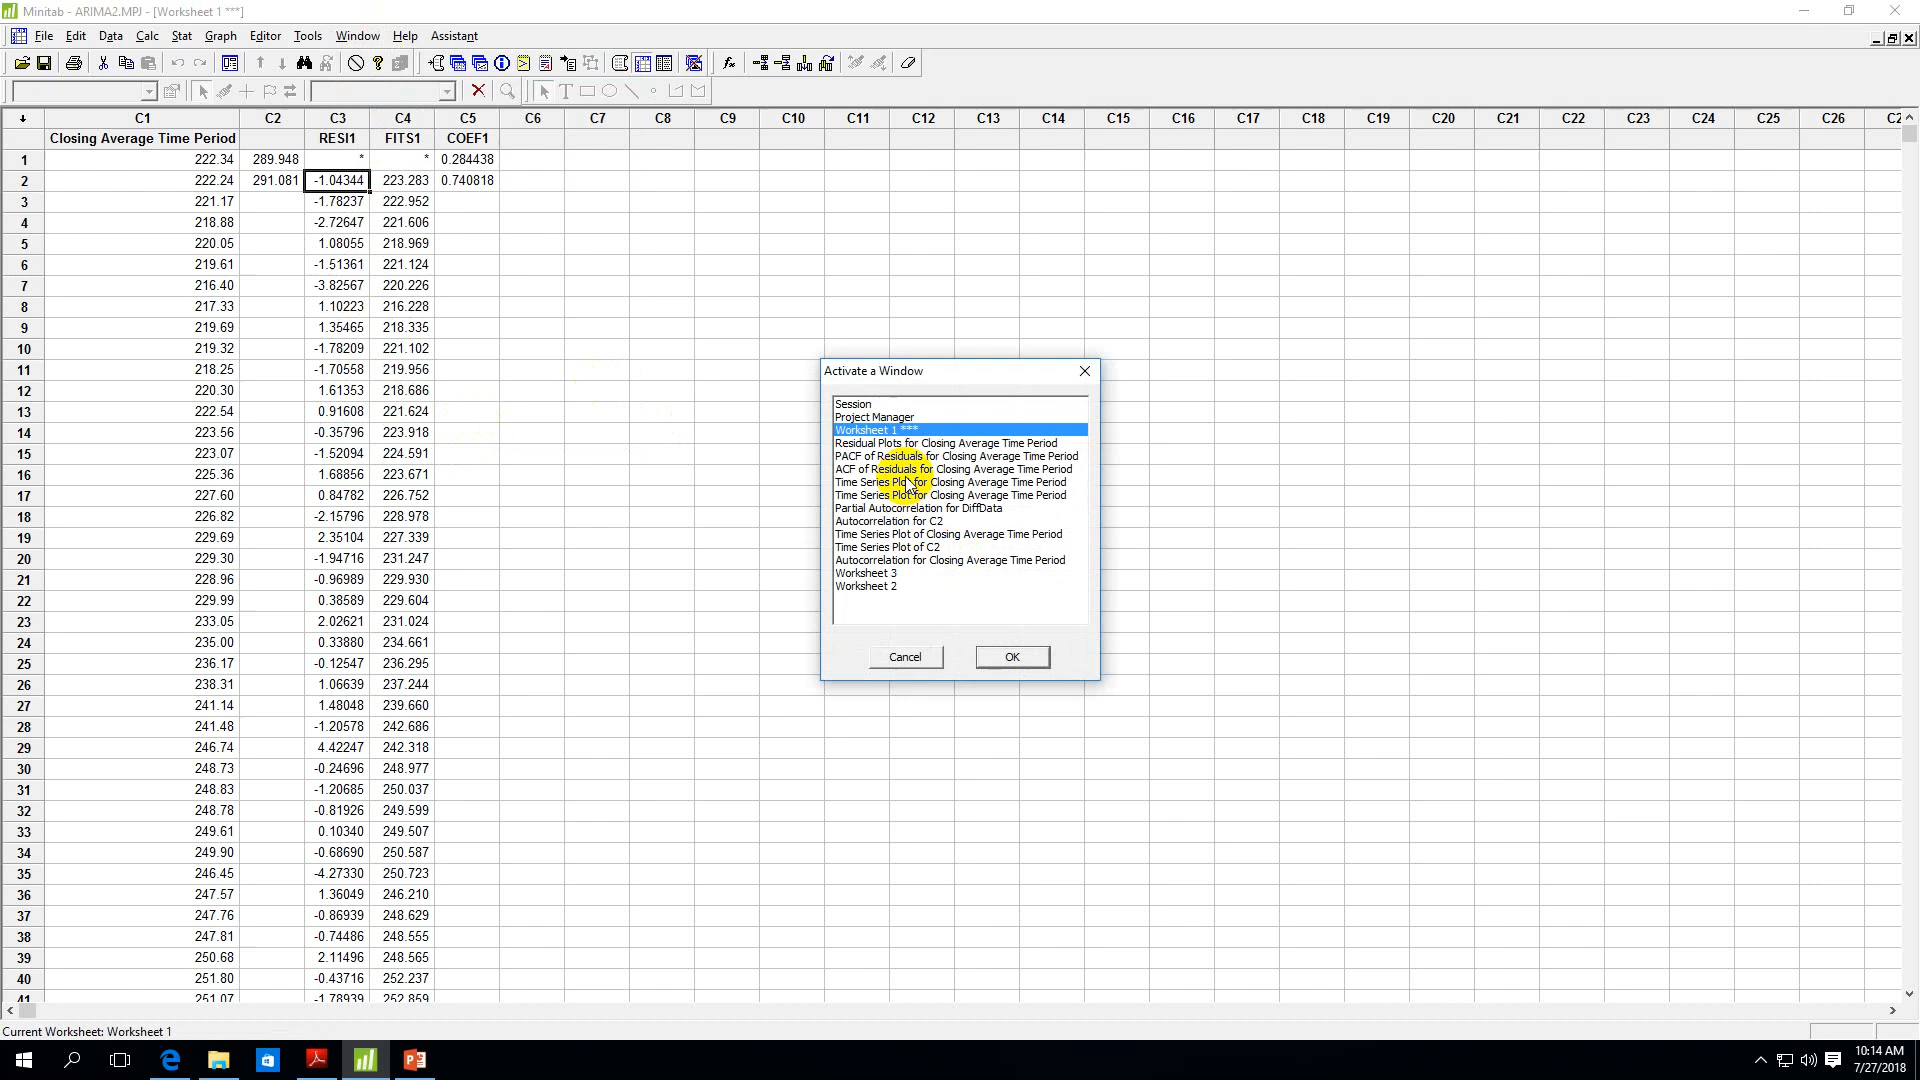 Minitab - ARIMA2.MPJ - [Worksheet 1 ***]
File Edit Data Calc Stat Graph Editor Tools Window Help Assistant
C1 C2 C3 C4 C5 C6 C7 C8 C9 C10 C11 C12 C13 C14 C15 C16 C17 C18 C19 C20 C21 C22 C23 C24 C25 C26
Closing Average Time Period RESI1 FITS1 COEF1
1 222.34 289.948 * * 0.284438
2 222.24 291.081 -1.04344 223.283 0.740818
3 221.17 -1.78237 222.952
4 218.88 -2.72647 221.606
5 220.05 1.08055 218.969
6 219.61 -1.51361 221.124
7 216.40 -3.82567 220.226
8 217.33 1.10223 216.228
9 219.69 1.35465 218.335
10 219.32 -1.78209 221.102
11 218.25 -1.70558 219.956
12 220.30 1.61353 218.686
13 222.54 0.91608 221.624
14 223.56 -0.35796 223.918
15 223.07 -1.52094 224.591
16 225.36 1.68856 223.671
17 227.60 0.84782 226.752
18 226.82 -2.15796 228.978
19 229.69 2.35104 227.339
20 229.30 -1.94716 231.247
21 228.96 -0.96989 229.930
22 229.99 0.38589 229.604
23 233.05 2.02621 231.024
24 235.00 0.33880 234.661
25 236.17 -0.12547 236.295
26 238.31 1.06639 237.244
27 241.14 1.48048 239.660
28 241.48 -1.20578 242.686
29 246.74 4.42247 242.318
30 248.73 -0.24696 248.977
31 248.83 -1.20685 250.037
32 248.78 -0.81926 249.599
33 249.61 0.10340 249.507
34 249.90 -0.68690 250.587
35 246.45 -4.27330 250.723
36 247.57 1.36049 246.210
37 247.76 -0.86939 248.629
38 247.81 -0.74486 248.555
39 250.68 2.11496 248.565
40 251.80 -0.43716 252.237
41 251.07 -1.78939 252.859
Activate a Window
Session
Project Manager
Worksheet 1 ***
Residual Plots for Closing Average Time Period
PACF of Residuals for Closing Average Time Period
ACF of Residuals for Closing Average Time Period
Time Series Plot for Closing Average Time Period
Time Series Plot for Closing Average Time Period
Partial Autocorrelation for DiffData
Autocorrelation for C2
Time Series Plot of Closing Average Time Period
Time Series Plot of C2
Autocorrelation for Closing Average Time Period
Worksheet 3
Worksheet 2
Cancel OK
Current Worksheet: Worksheet 1
10:14 AM
7/27/2018